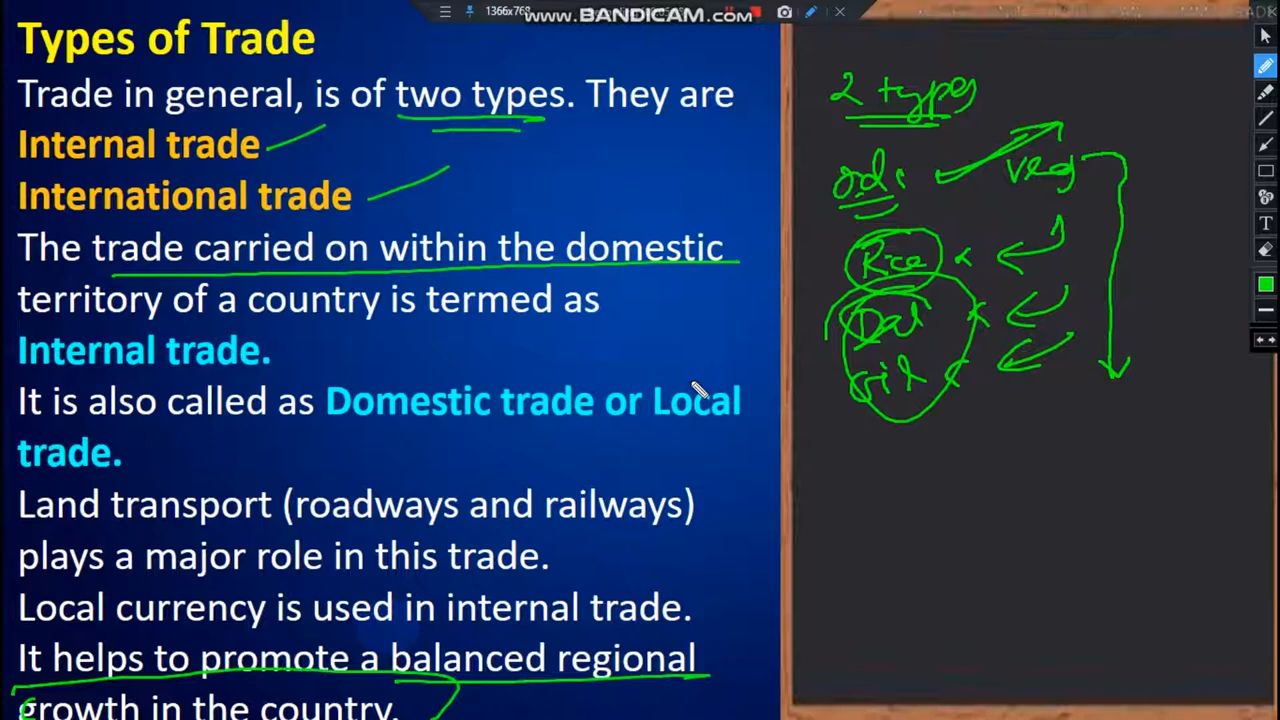 1366x768
WWW.BANDICAM.COM
Types of Trade
Trade in general, is of two types. They are
Internal trade
International trade
The trade carried on within the domestic
territory of a country is termed as
Internal trade.
It is also called as Domestic trade or Local
trade.
Land transport (roadways and railways)
plays a major role in this trade.
Local currency is used in internal trade.
It helps to promote a balanced regional
growth in the country.
2 types
veg
Rice
Dal